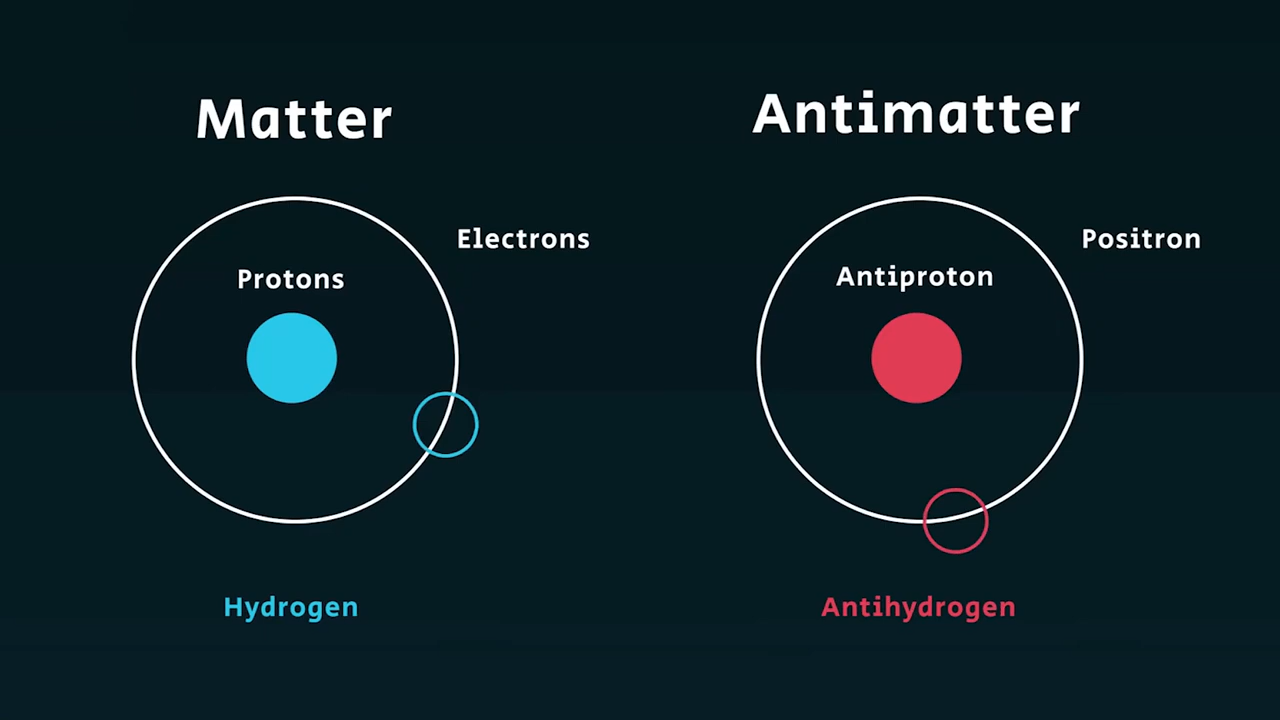 Matter
Electrons
Protons
Hydrogen
Antimatter
Positron
Antiproton
Antihydrogen